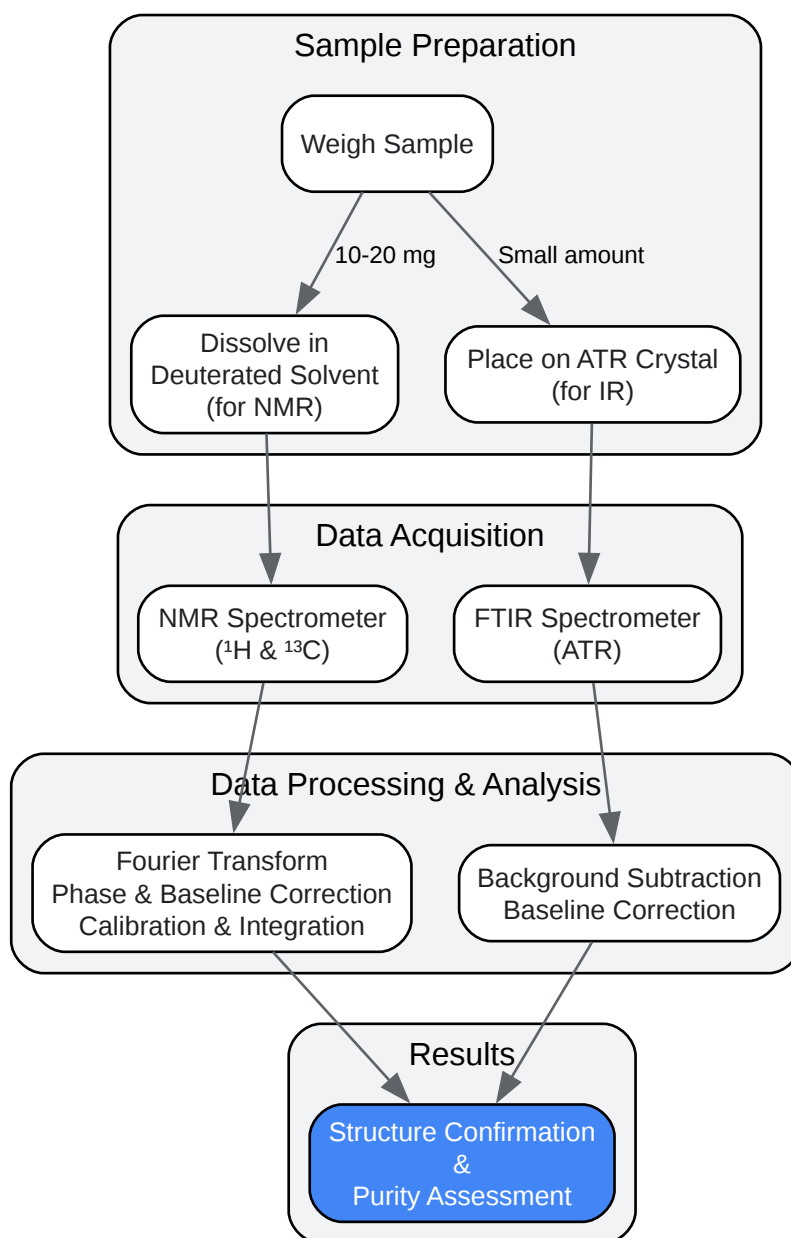 Sample Preparation
Weigh Sample
10-20 mg
Small amount
Dissolve in
Deuterated Solvent
(for NMR)
Place on ATR Crystal
(for IR)
Data Acquisition
NMR Spectrometer
(¹H & ¹³C)
FTIR Spectrometer
(ATR)
Data Processing & Analysis
Fourier Transform
Phase & Baseline Correction
Calibration & Integration
Background Subtraction
Baseline Correction
Results
Structure Confirmation
&
Purity Assessment